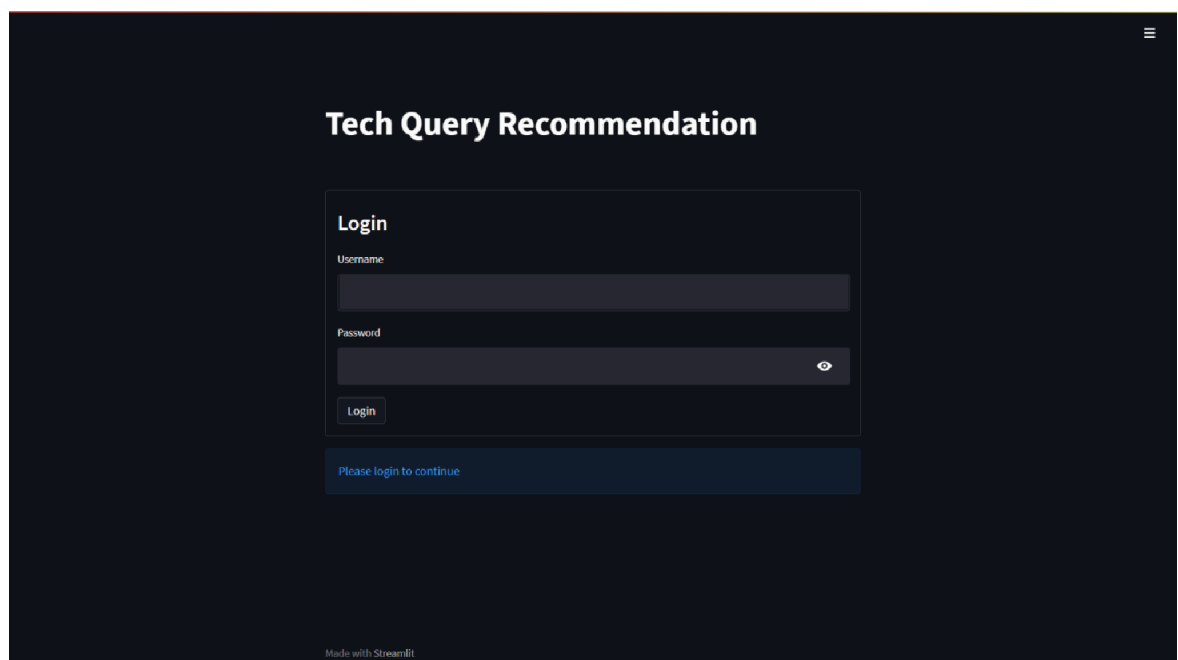 Tech Query Recommendation
Login
Username
Password
Login
Please login to continue
Made with Streamlit